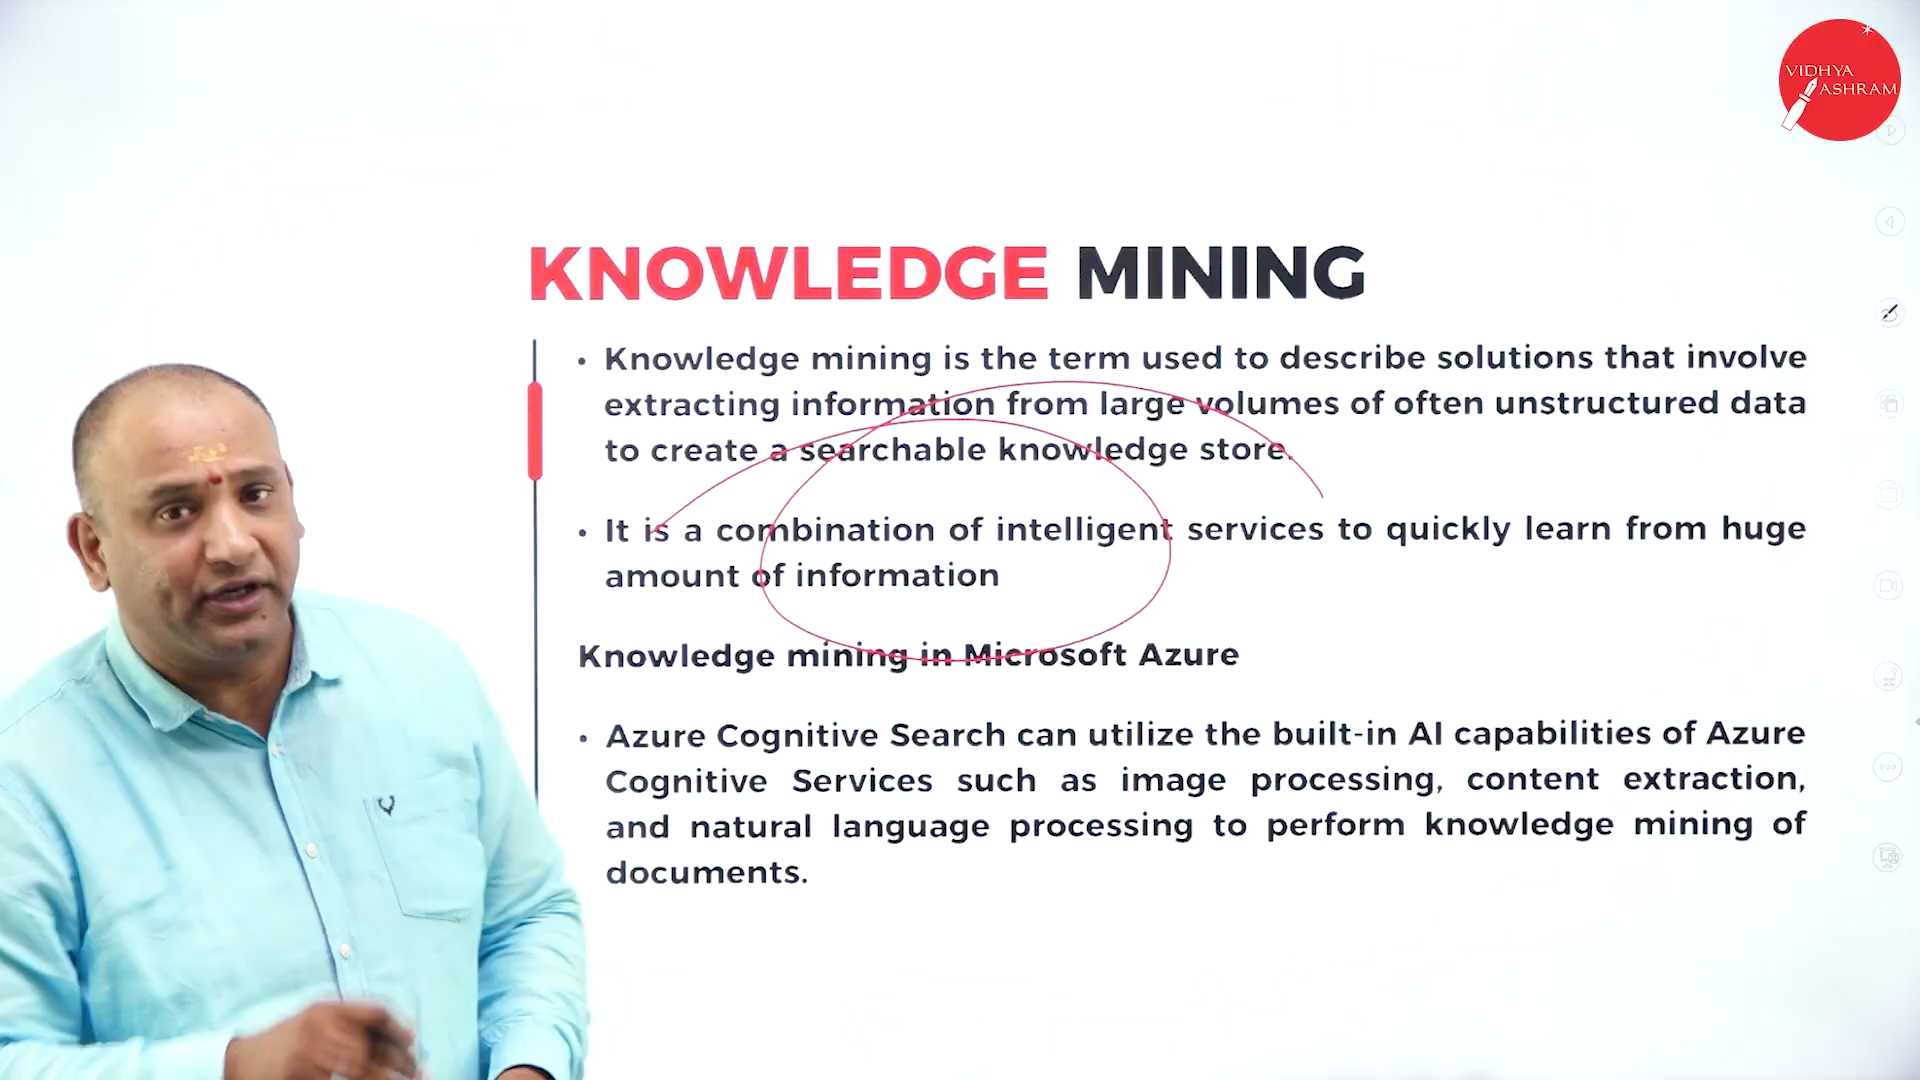 VIDHYA
ASHRAM
KNOWLEDGE MINING
• Knowledge mining is the term used to describe solutions that involve
extracting information from large volumes of often unstructured data
to create a searchable knowledge store.
• It is a combination of intelligent services to quickly learn from huge
amount of information
Knowledge mining in Microsoft Azure
• Azure Cognitive Search can utilize the built-in AI capabilities of Azure
Cognitive Services such as image processing, content extraction,
and natural language processing to perform knowledge mining of
documents.